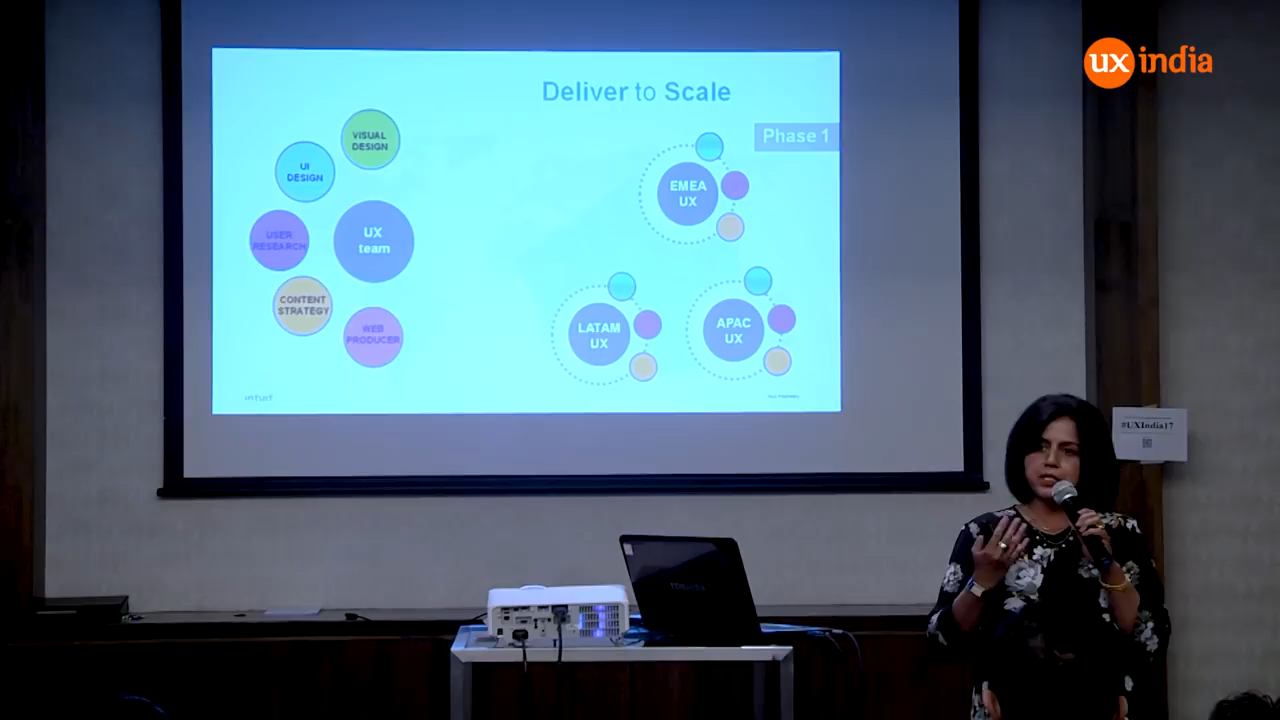 ux india
Deliver to Scale
Phase 1
VISUAL
DESIGN
UI
DESIGN
USER
RESEARCH
UX
team
CONTENT
STRATEGY
WEB
PRODUCER
EMEA
UX
LATAM
UX
APAC
UX
intuit
#UXIndia17